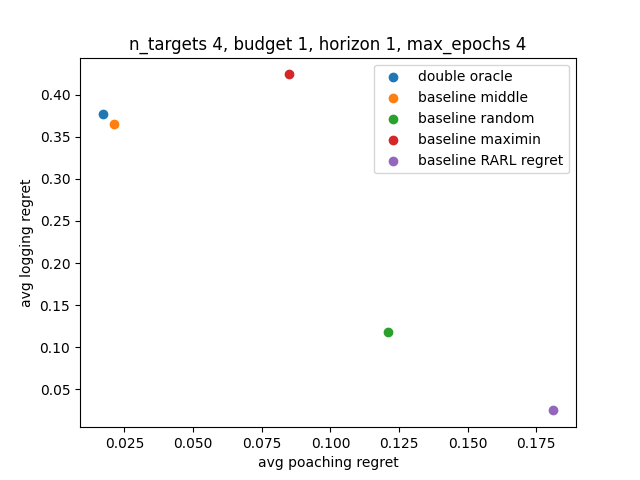 n_targets 4, budget 1, horizon 1, max_epochs 4
double oracle
baseline middle
baseline random
baseline maximin
baseline RARL regret
avg logging regret
0.40
0.35
0.30
0.25
0.20
0.15
0.10
0.05
0.025 0.050 0.075 0.100 0.125 0.150 0.175
avg poaching regret